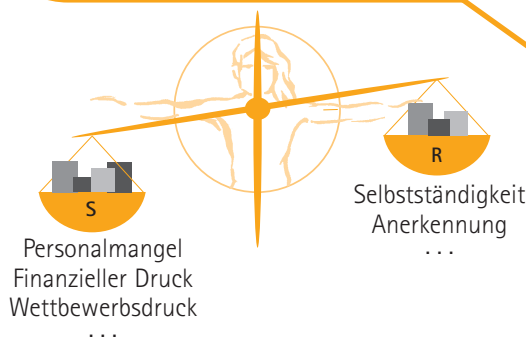 R
Selbstständigkeit
Anerkennung
. . .
S
Personalmangel
Finanzieller Druck
Wettbewerbsdruck
. . .